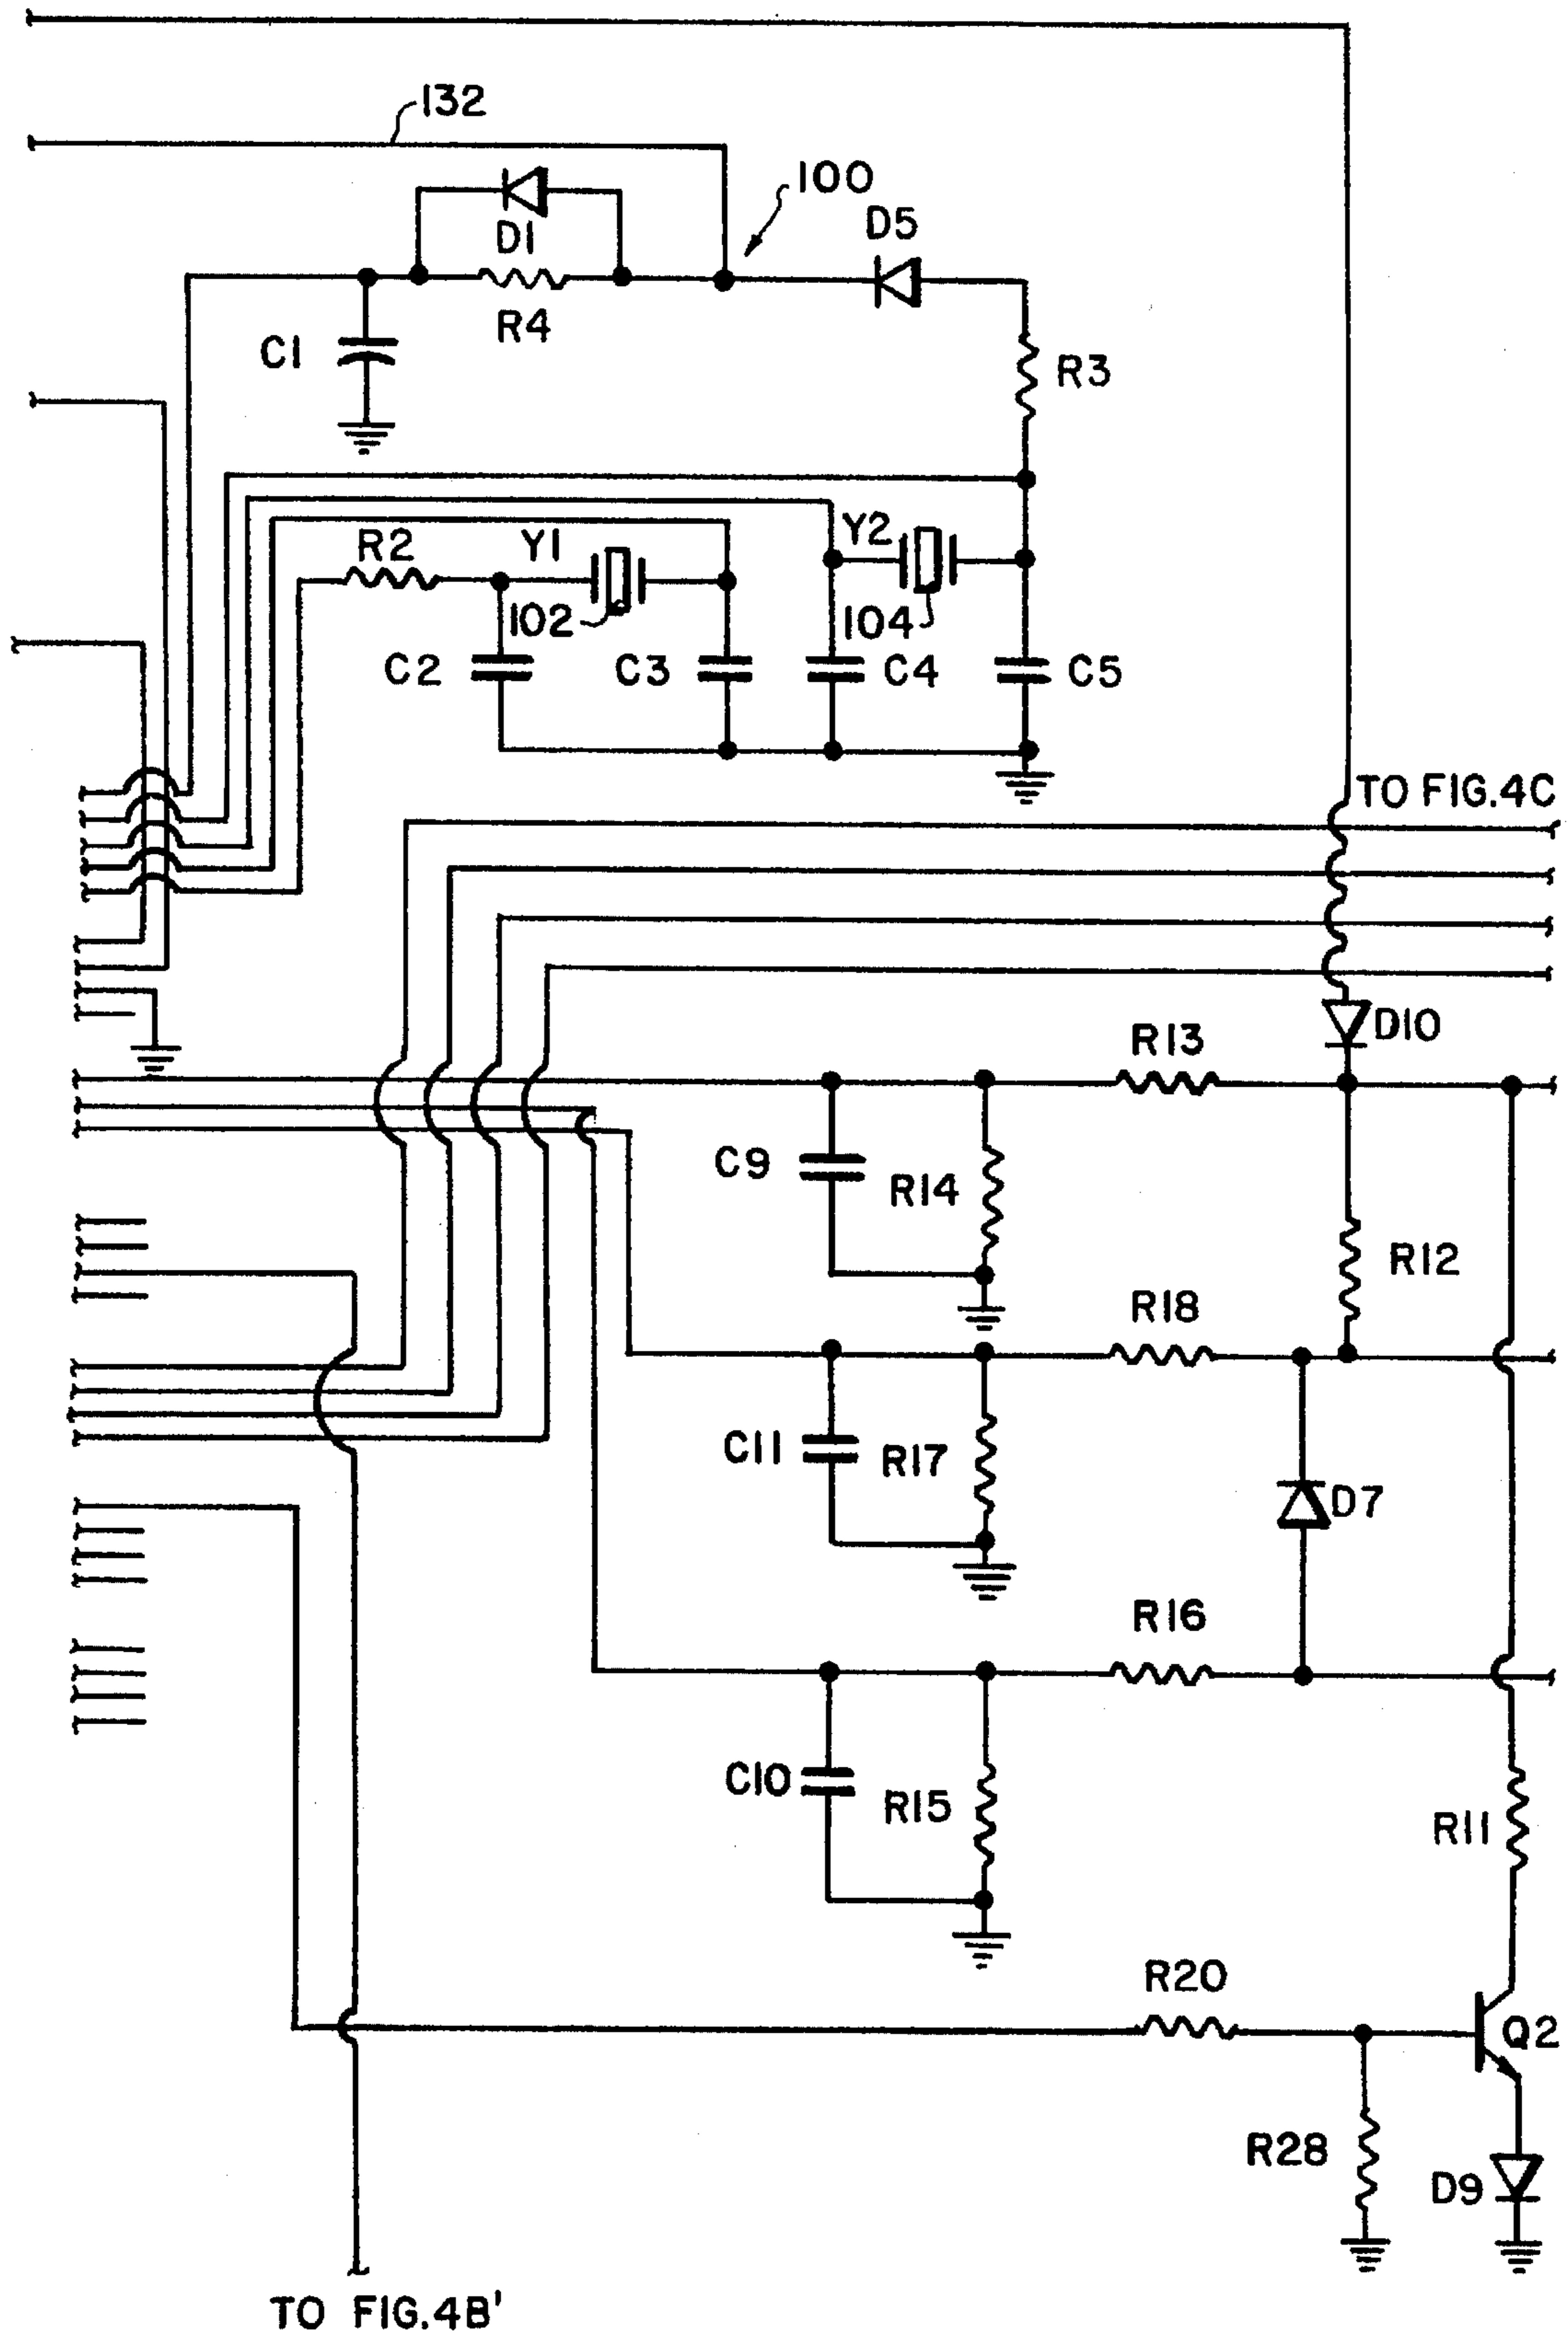 132
100
D5
D1
R4
C1
R3
R2
Y1
Y2
102
104
C2
C3
C4
C5
TO FIG.4C
D10
R13
C9
R14
R12
R18
C11
R17
D7
R16
C10
R15
R11
R20
Q2
R28
D9
TO FIG.4B'